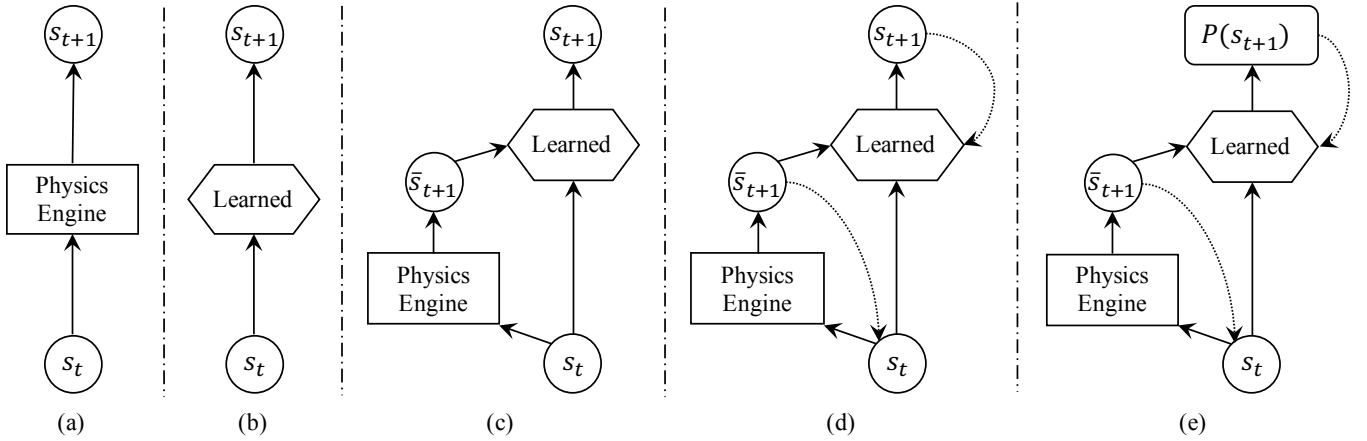 s_{t+1}
Physics
Engine
s_t
(a)
s_{t+1}
Learned
s_t
(b)
s_{t+1}
Learned
s̄_{t+1}
Physics
Engine
s_t
(c)
s_{t+1}
Learned
s̄_{t+1}
Physics
Engine
s_t
(d)
P(s_{t+1})
Learned
s̄_{t+1}
Physics
Engine
s_t
(e)